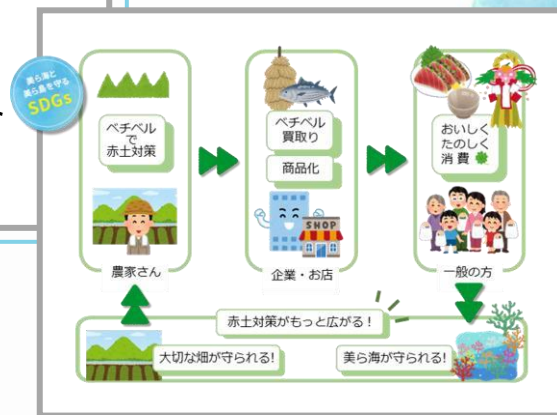 美ら海と
美ら島を守る
SDGs
ベチベル
で
赤土対策
農家さん
ベチベル
買取り
商品化
SHOP
企業・お店
おいしく
たのしく
消費
一般の方
赤土対策がもっと広がる！
大切な畑が守られる!
美ら海が守られる!